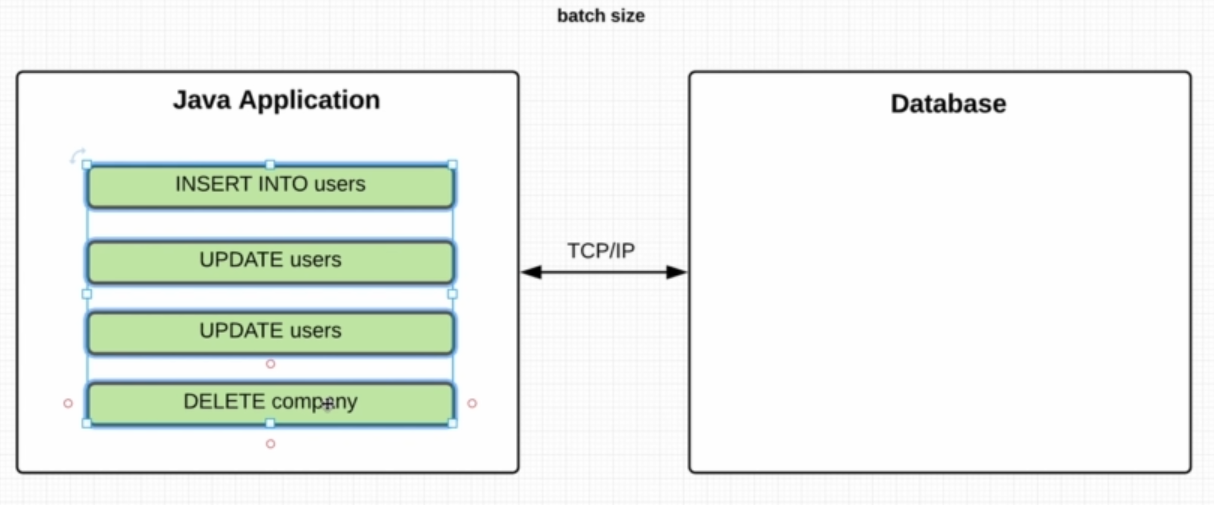 batch size
Java Application
Database
INSERT INTO users
UPDATE users
TCP/IP
UPDATE users
DELETE company